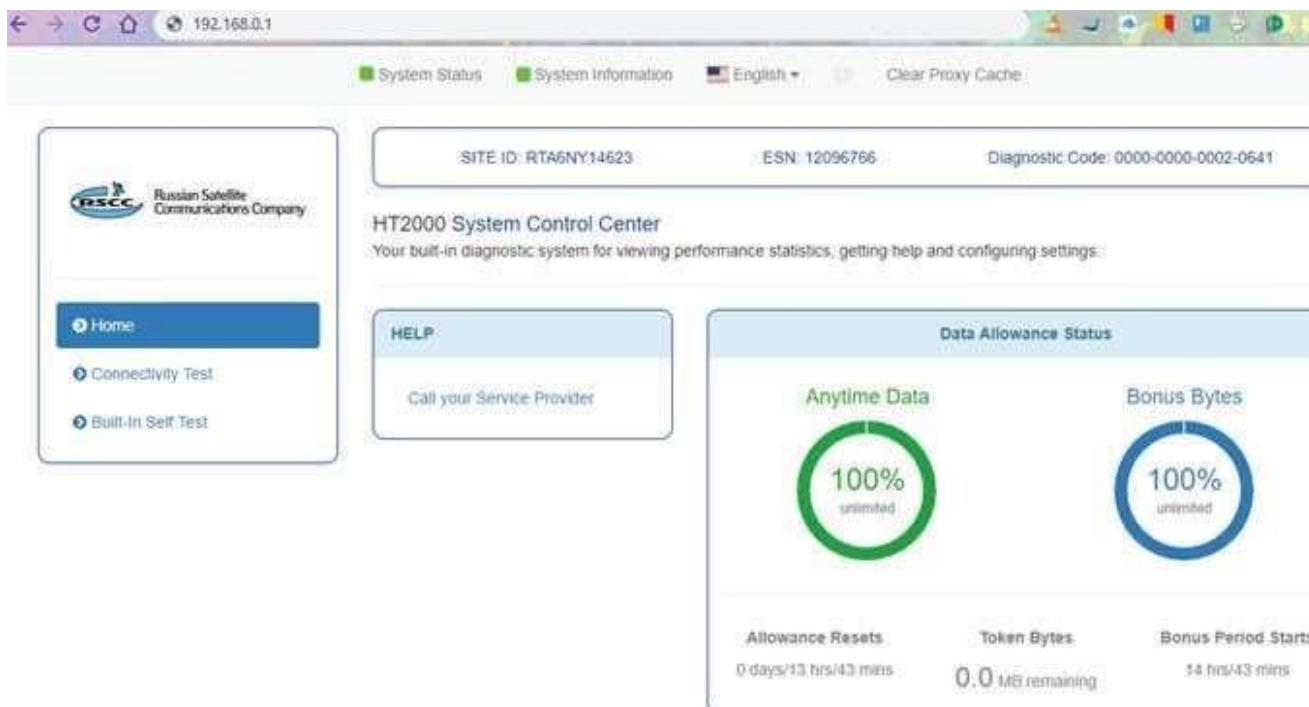 192.168.0.1
System Status System Information English Clear Proxy Cache
RSCC Russian Satellite
Communications Company
SITE ID: RTA6NY14623 ESN: 12096766 Diagnostic Code: 0000-0000-0002-0641
HT2000 System Control Center
Your built-in diagnostic system for viewing performance statistics, getting help and configuring settings.
Home
Connectivity Test
Built-In Self Test
HELP
Call your Service Provider
Data Allowance Status
Anytime Data Bonus Bytes
100% 100%
unlimited unlimited
Allowance Resets Token Bytes Bonus Period Starts
0 days/13 hrs/43 mins 0.0 MB remaining 14 hrs/43 mins